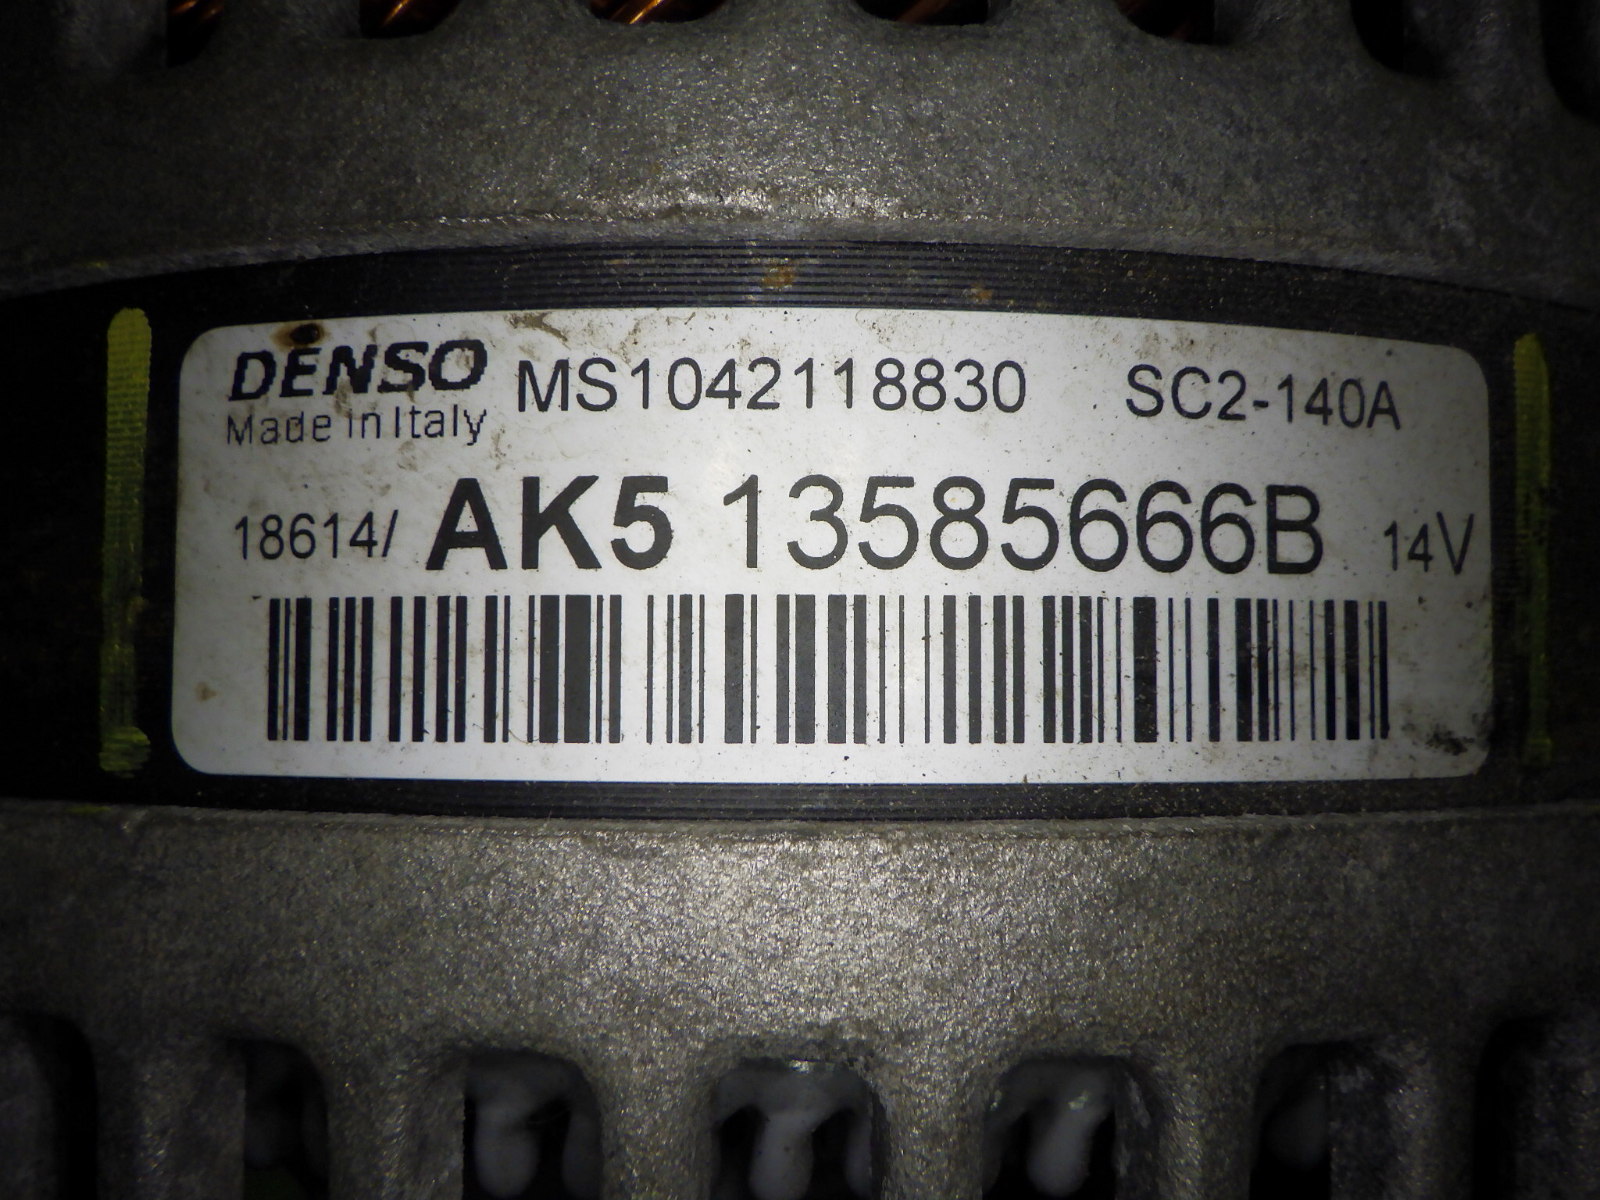 DENSO MS1042118830 SC2-140A
Made in Italy
18614/ AK5 13585666B 14V